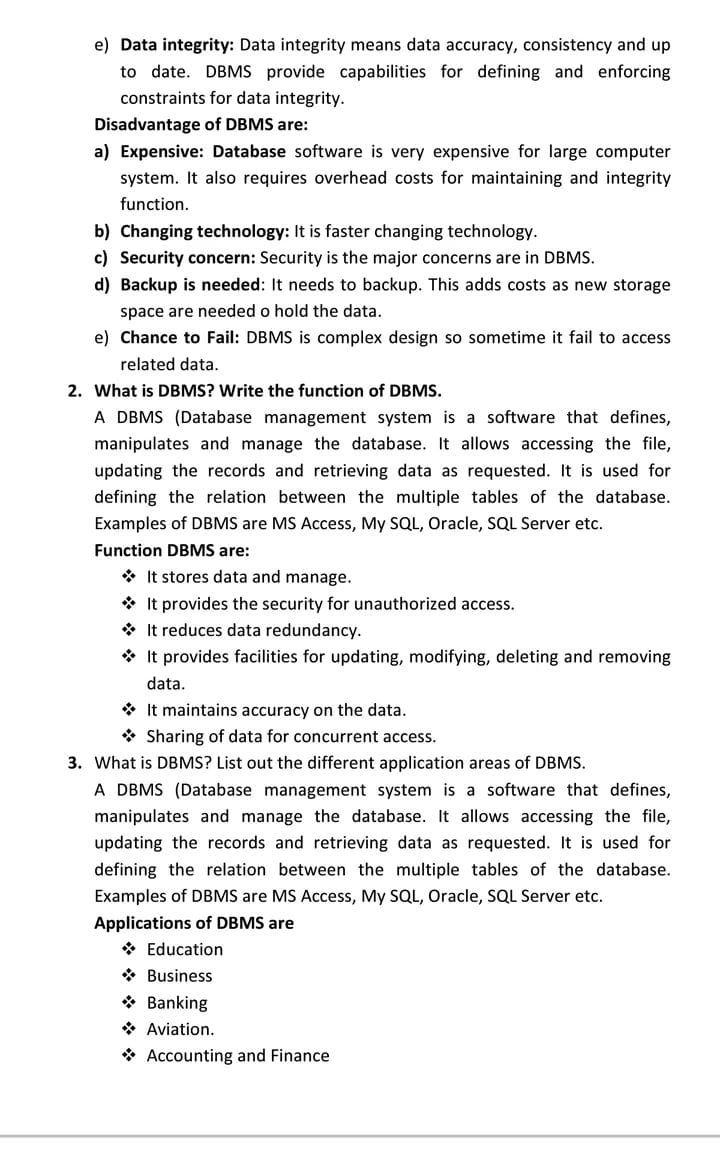 e) Data integrity: Data integrity means data accuracy, consistency and up
to date. DBMS provide capabilities for defining and enforcing
constraints for data integrity.
Disadvantage of DBMS are:
a) Expensive: Database software is very expensive for large computer
system. It also requires overhead costs for maintaining and integrity
function.
b) Changing technology: It is faster changing technology.
c) Security concern: Security is the major concerns are in DBMS.
d) Backup is needed: It needs to backup. This adds costs as new storage
space are needed o hold the data.
e) Chance to Fail: DBMS is complex design so sometime it fail to access
related data.
2. What is DBMS? Write the function of DBMS.
A DBMS (Database management system is a software that defines,
manipulates and manage the database. It allows accessing the file,
updating the records and retrieving data as requested. It is used for
defining the relation between the multiple tables of the database.
Examples of DBMS are MS Access, My SQL, Oracle, SQL Server etc.
Function DBMS are:
❖ It stores data and manage.
❖ It provides the security for unauthorized access.
❖ It reduces data redundancy.
❖ It provides facilities for updating, modifying, deleting and removing
data.
❖ It maintains accuracy on the data.
❖ Sharing of data for concurrent access.
3. What is DBMS? List out the different application areas of DBMS.
A DBMS (Database management system is a software that defines,
manipulates and manage the database. It allows accessing the file,
updating the records and retrieving data as requested. It is used for
defining the relation between the multiple tables of the database.
Examples of DBMS are MS Access, My SQL, Oracle, SQL Server etc.
Applications of DBMS are
❖ Education
❖ Business
❖ Banking
❖ Aviation.
❖ Accounting and Finance